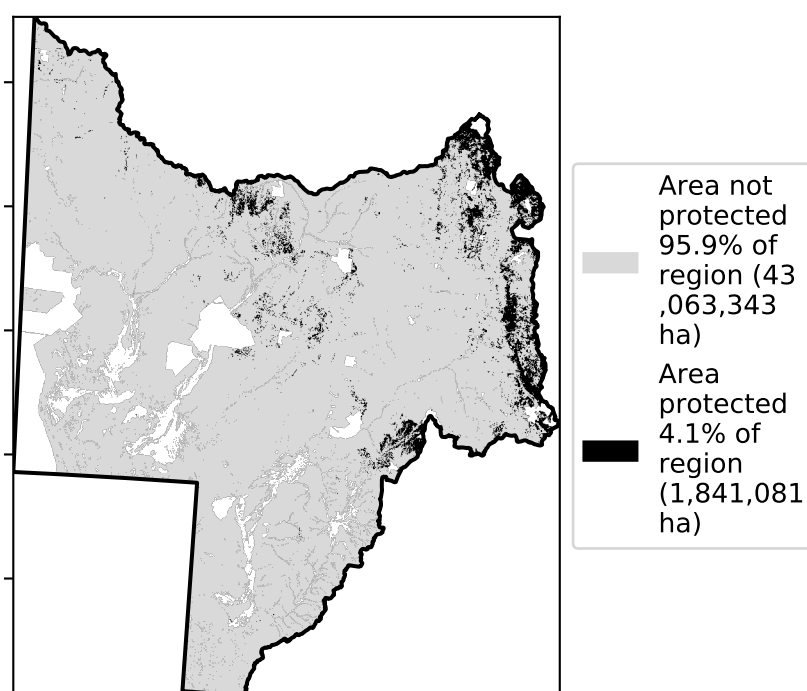 Area not
protected
95.9% of
region (43
,063,343
ha)
Area
protected
4.1% of
region
(1,841,081
ha)